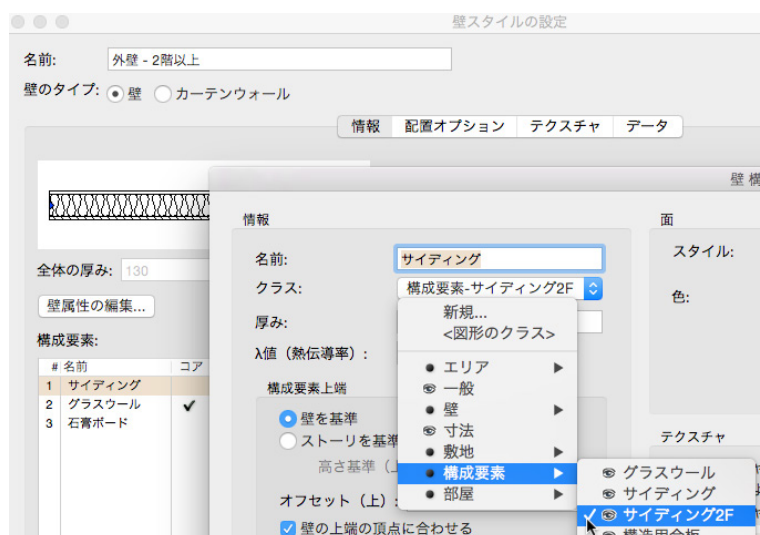 壁スタイルの設定
名前: 外壁 - 2階以上
壁のタイプ: 壁 カーテンウォール
情報 配置オプション テクスチャ データ
全体の厚み: 130
壁属性の編集...
構成要素:
# 名前 コア
1 サイディング
2 グラスウール
3 石膏ボード
壁 構
情報
名前: サイディング
クラス: 構成要素-サイディング2F
厚み:
λ値（熱伝導率）:
構成要素上端
壁を基準
ストーリを基準
高さ基準（
オフセット（上）:
壁の上端の頂点に合わせる
新規...
<図形のクラス>
エリア
一般
壁
寸法
敷地
構成要素
部屋
グラスウール
サイディング
サイディング2F
構造用合板
面
スタイル:
色:
テクスチャ